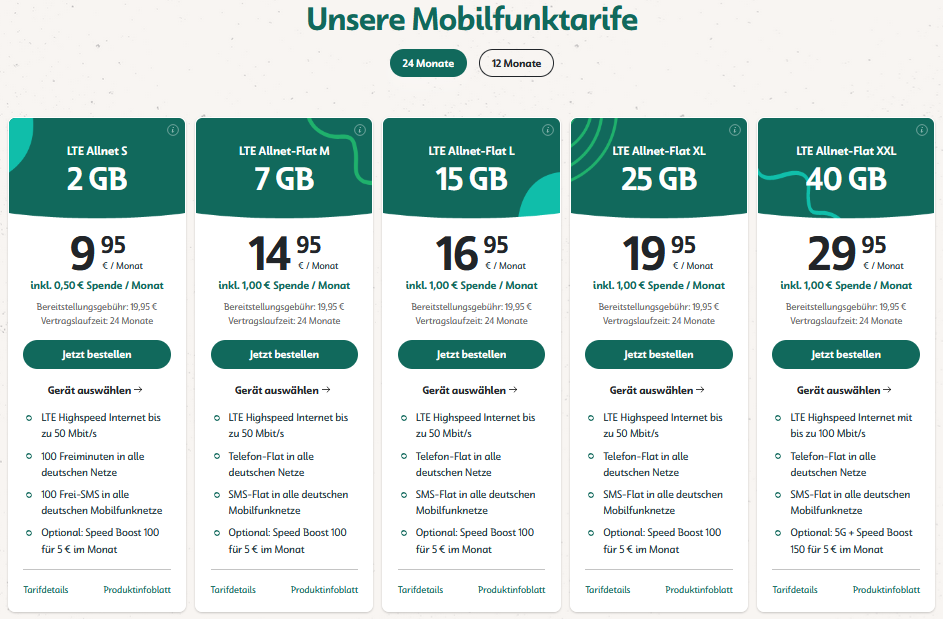 Unsere Mobilfunktarife
24 Monate
12 Monate
LTE Allnet S
2 GB
9 95
€ / Monat
inkl. 0,50 € Spende / Monat
Bereitstellungsgebühr: 19,95 €
Vertragslaufzeit: 24 Monate
Jetzt bestellen
Gerät auswählen →
LTE Highspeed Internet bis
zu 50 Mbit/s
100 Freiminuten in alle
deutschen Netze
100 Frei-SMS in alle
deutschen Mobilfunknetze
Optional: Speed Boost 100
für 5 € im Monat
Tarifdetails
Produktinfoblatt
LTE Allnet-Flat M
7 GB
14 95
€ / Monat
inkl. 1,00 € Spende / Monat
Bereitstellungsgebühr: 19,95 €
Vertragslaufzeit: 24 Monate
Jetzt bestellen
Gerät auswählen →
LTE Highspeed Internet bis
zu 50 Mbit/s
Telefon-Flat in alle
deutschen Netze
SMS-Flat in alle deutschen
Mobilfunknetze
Optional: Speed Boost 100
für 5 € im Monat
Tarifdetails
Produktinfoblatt
LTE Allnet-Flat L
15 GB
16 95
€ / Monat
inkl. 1,00 € Spende / Monat
Bereitstellungsgebühr: 19,95 €
Vertragslaufzeit: 24 Monate
Jetzt bestellen
Gerät auswählen →
LTE Highspeed Internet bis
zu 50 Mbit/s
Telefon-Flat in alle
deutschen Netze
SMS-Flat in alle deutschen
Mobilfunknetze
Optional: Speed Boost 100
für 5 € im Monat
Tarifdetails
Produktinfoblatt
LTE Allnet-Flat XL
25 GB
19 95
€ / Monat
inkl. 1,00 € Spende / Monat
Bereitstellungsgebühr: 19,95 €
Vertragslaufzeit: 24 Monate
Jetzt bestellen
Gerät auswählen →
LTE Highspeed Internet bis
zu 50 Mbit/s
Telefon-Flat in alle
deutschen Netze
SMS-Flat in alle deutschen
Mobilfunknetze
Optional: Speed Boost 100
für 5 € im Monat
Tarifdetails
Produktinfoblatt
LTE Allnet-Flat XXL
40 GB
29 95
€ / Monat
inkl. 1,00 € Spende / Monat
Bereitstellungsgebühr: 19,95 €
Vertragslaufzeit: 24 Monate
Jetzt bestellen
Gerät auswählen →
LTE Highspeed Internet mit
bis zu 100 Mbit/s
Telefon-Flat in alle
deutschen Netze
SMS-Flat in alle deutschen
Mobilfunknetze
Optional: 5G + Speed Boost
150 für 5 € im Monat
Tarifdetails
Produktinfoblatt